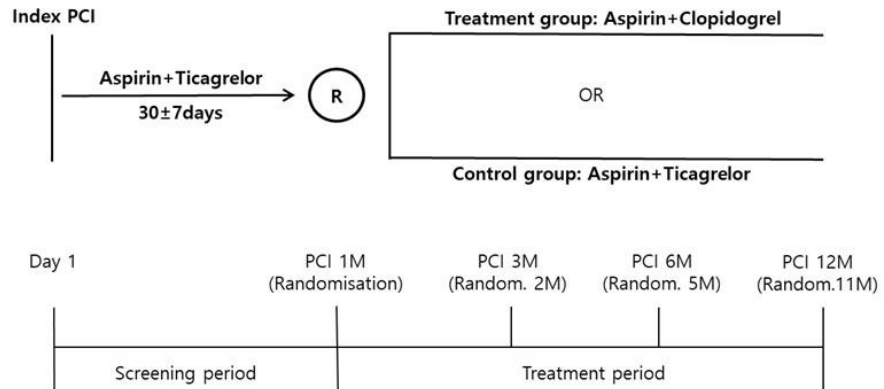 Index PCI
Treatment group: Aspirin+Clopidogrel
Aspirin+Ticagrelor
30±7days
R
OR
Control group: Aspirin+Ticagrelor
Day 1
PCI 1M
(Randomisation)
PCI 3M
(Random. 2M)
PCI 6M
(Random. 5M)
PCI 12M
(Random.11M)
Screening period
Treatment period